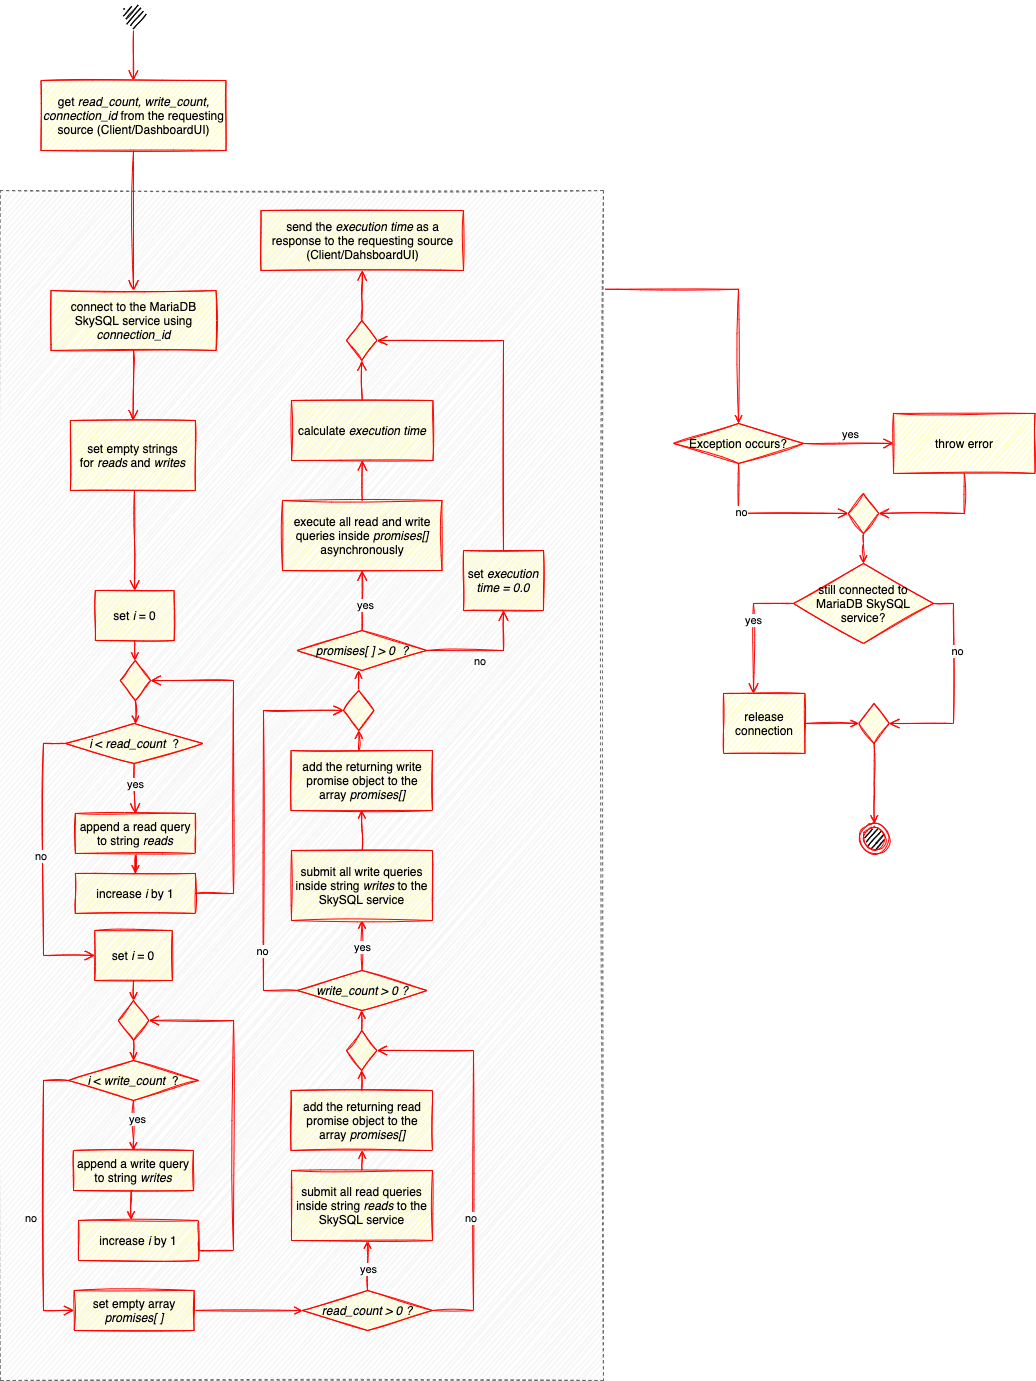 get read_count, write_count,
connection_id from the requesting
source (Client/DashboardUI)
connect to the MariaDB
SkySQL service using
connection_id
set empty strings
for reads and writes
set i = 0
i < read_count ?
yes
no
append a read query
to string reads
increase i by 1
set i = 0
i < write_count ?
yes
no
append a write query
to string writes
increase i by 1
set empty array
promises[ ]
read_count > 0 ?
yes
no
submit all read queries
inside string reads to the
SkySQL service
add the returning read
promise object to the
array promises[]
write_count > 0 ?
yes
no
submit all write queries
inside string writes to the
SkySQL service
add the returning write
promise object to the
array promises[]
promises[ ] > 0 ?
yes
no
set execution
time = 0.0
execute all read and write
queries inside promises[]
asynchronously
calculate execution time
send the execution time as a
response to the requesting source
(Client/DahsboardUI)
Exception occurs?
yes
no
throw error
still connected to
MariaDB SkySQL
service?
yes
no
release
connection